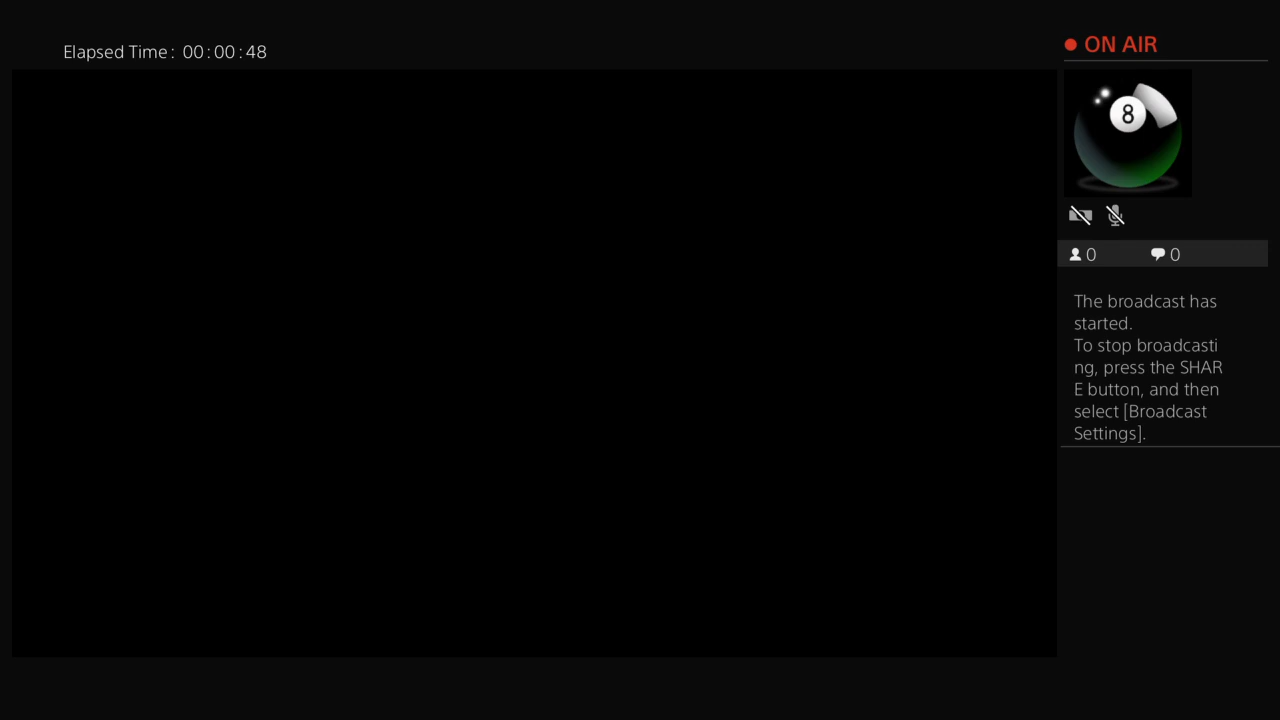 Elapsed Time: 00:00:48
ON AIR
8
0 0
The broadcast has
started.
To stop broadcasti
ng, press the SHAR
E button, and then
select [Broadcast
Settings].